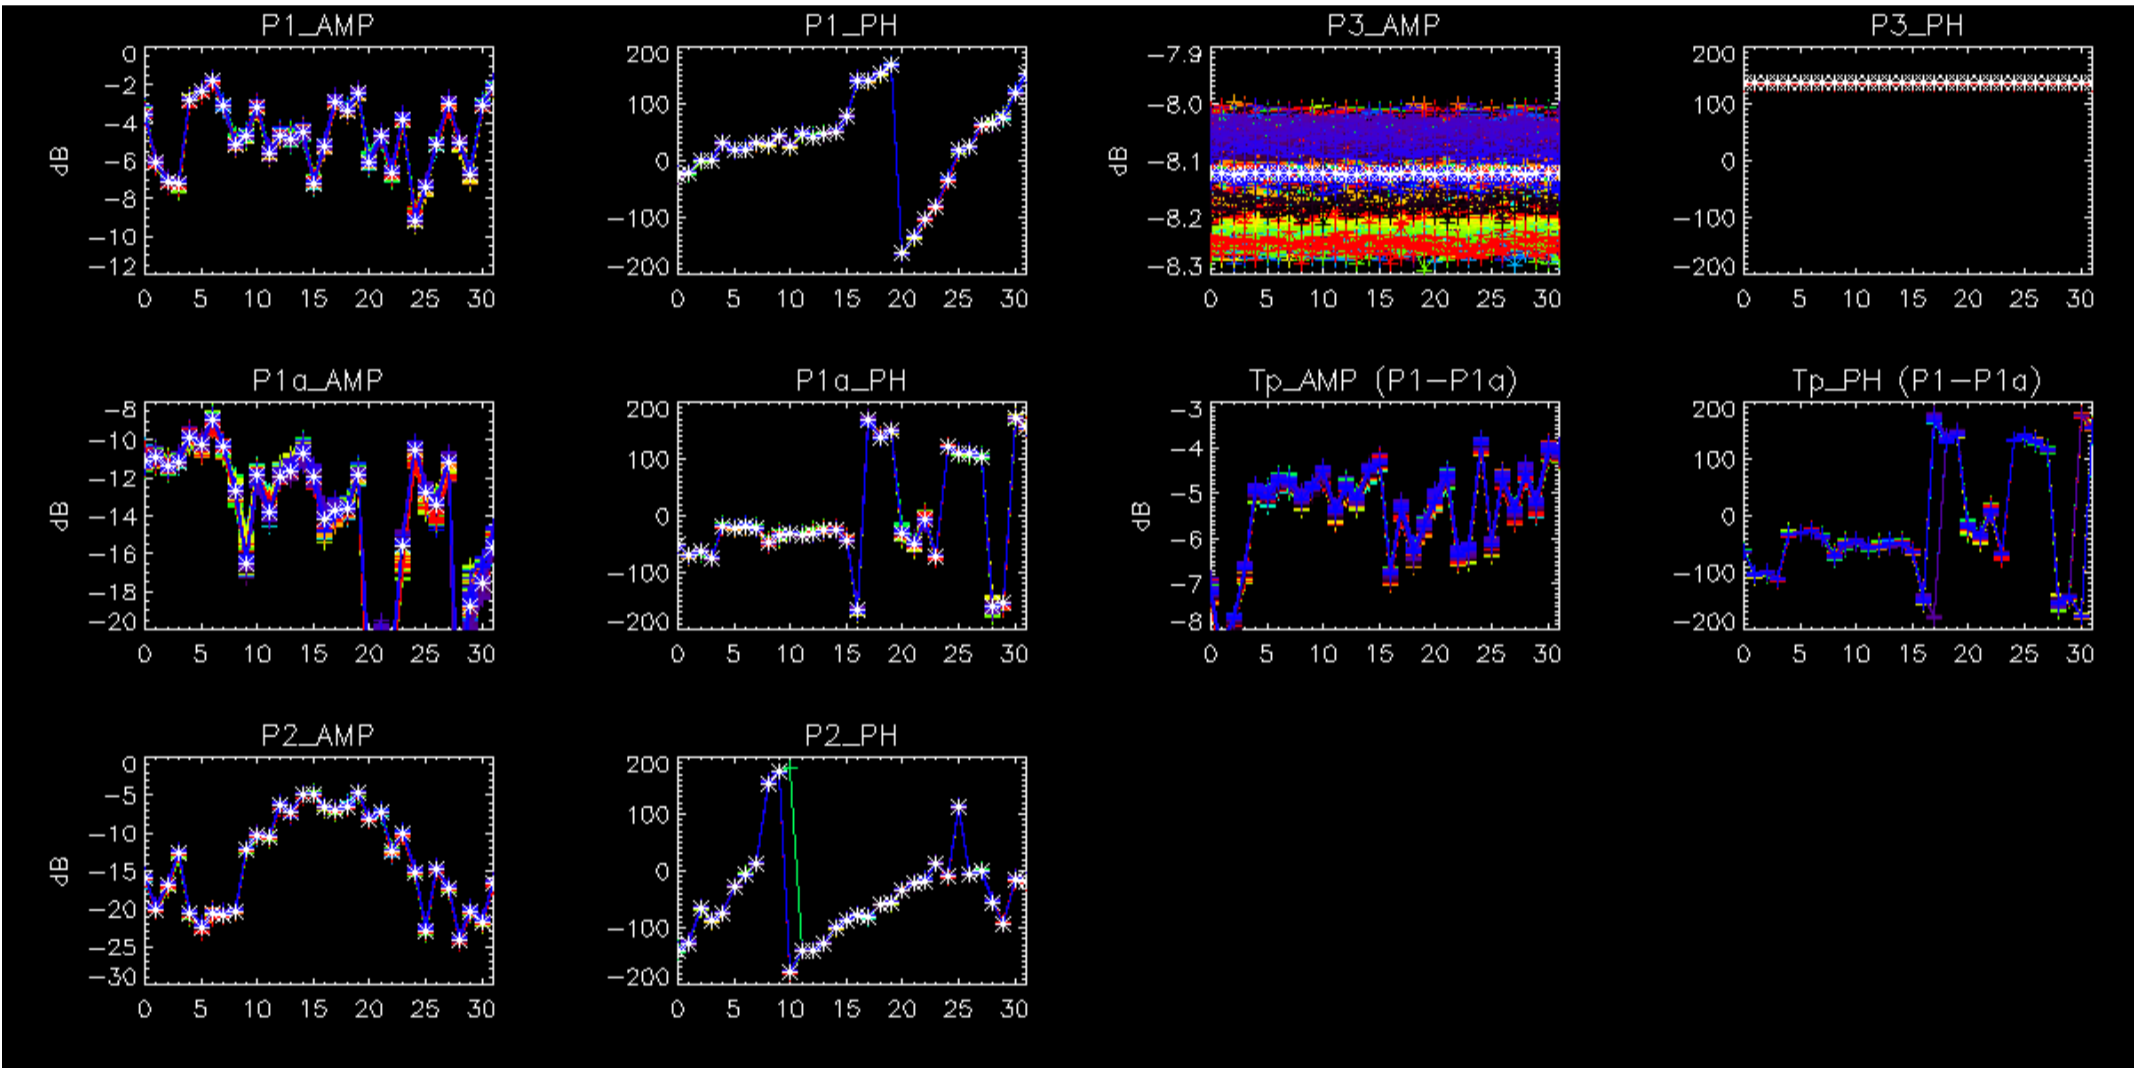 P1_AMP
P1_PH
P3_AMP
P3_PH
0
−2
−4
−6
−8
−10
−12
dB
0 5 10 15 20 25 30
200
100
0
−100
−200
0 5 10 15 20 25 30
−7.9
−8.0
−8.1
−8.2
−8.3
dB
0 5 10 15 20 25 30
200
100
0
−100
−200
0 5 10 15 20 25 30
P1a_AMP
P1a_PH
Tp_AMP (P1−P1a)
Tp_PH (P1−P1a)
−8
−10
−12
−14
−16
−18
−20
dB
0 5 10 15 20 25 30
200
100
0
−100
−200
0 5 10 15 20 25 30
−3
−4
−5
−6
−7
−8
dB
0 5 10 15 20 25 30
200
100
0
−100
−200
0 5 10 15 20 25 30
P2_AMP
P2_PH
0
−5
−10
−15
−20
−25
−30
dB
0 5 10 15 20 25 30
200
100
0
−100
−200
0 5 10 15 20 25 30